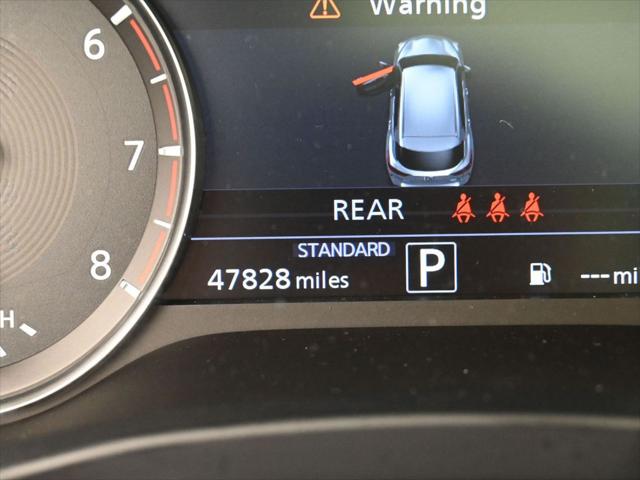 Warning
6
7
8
H
REAR
STANDARD
47828 miles P ---mi